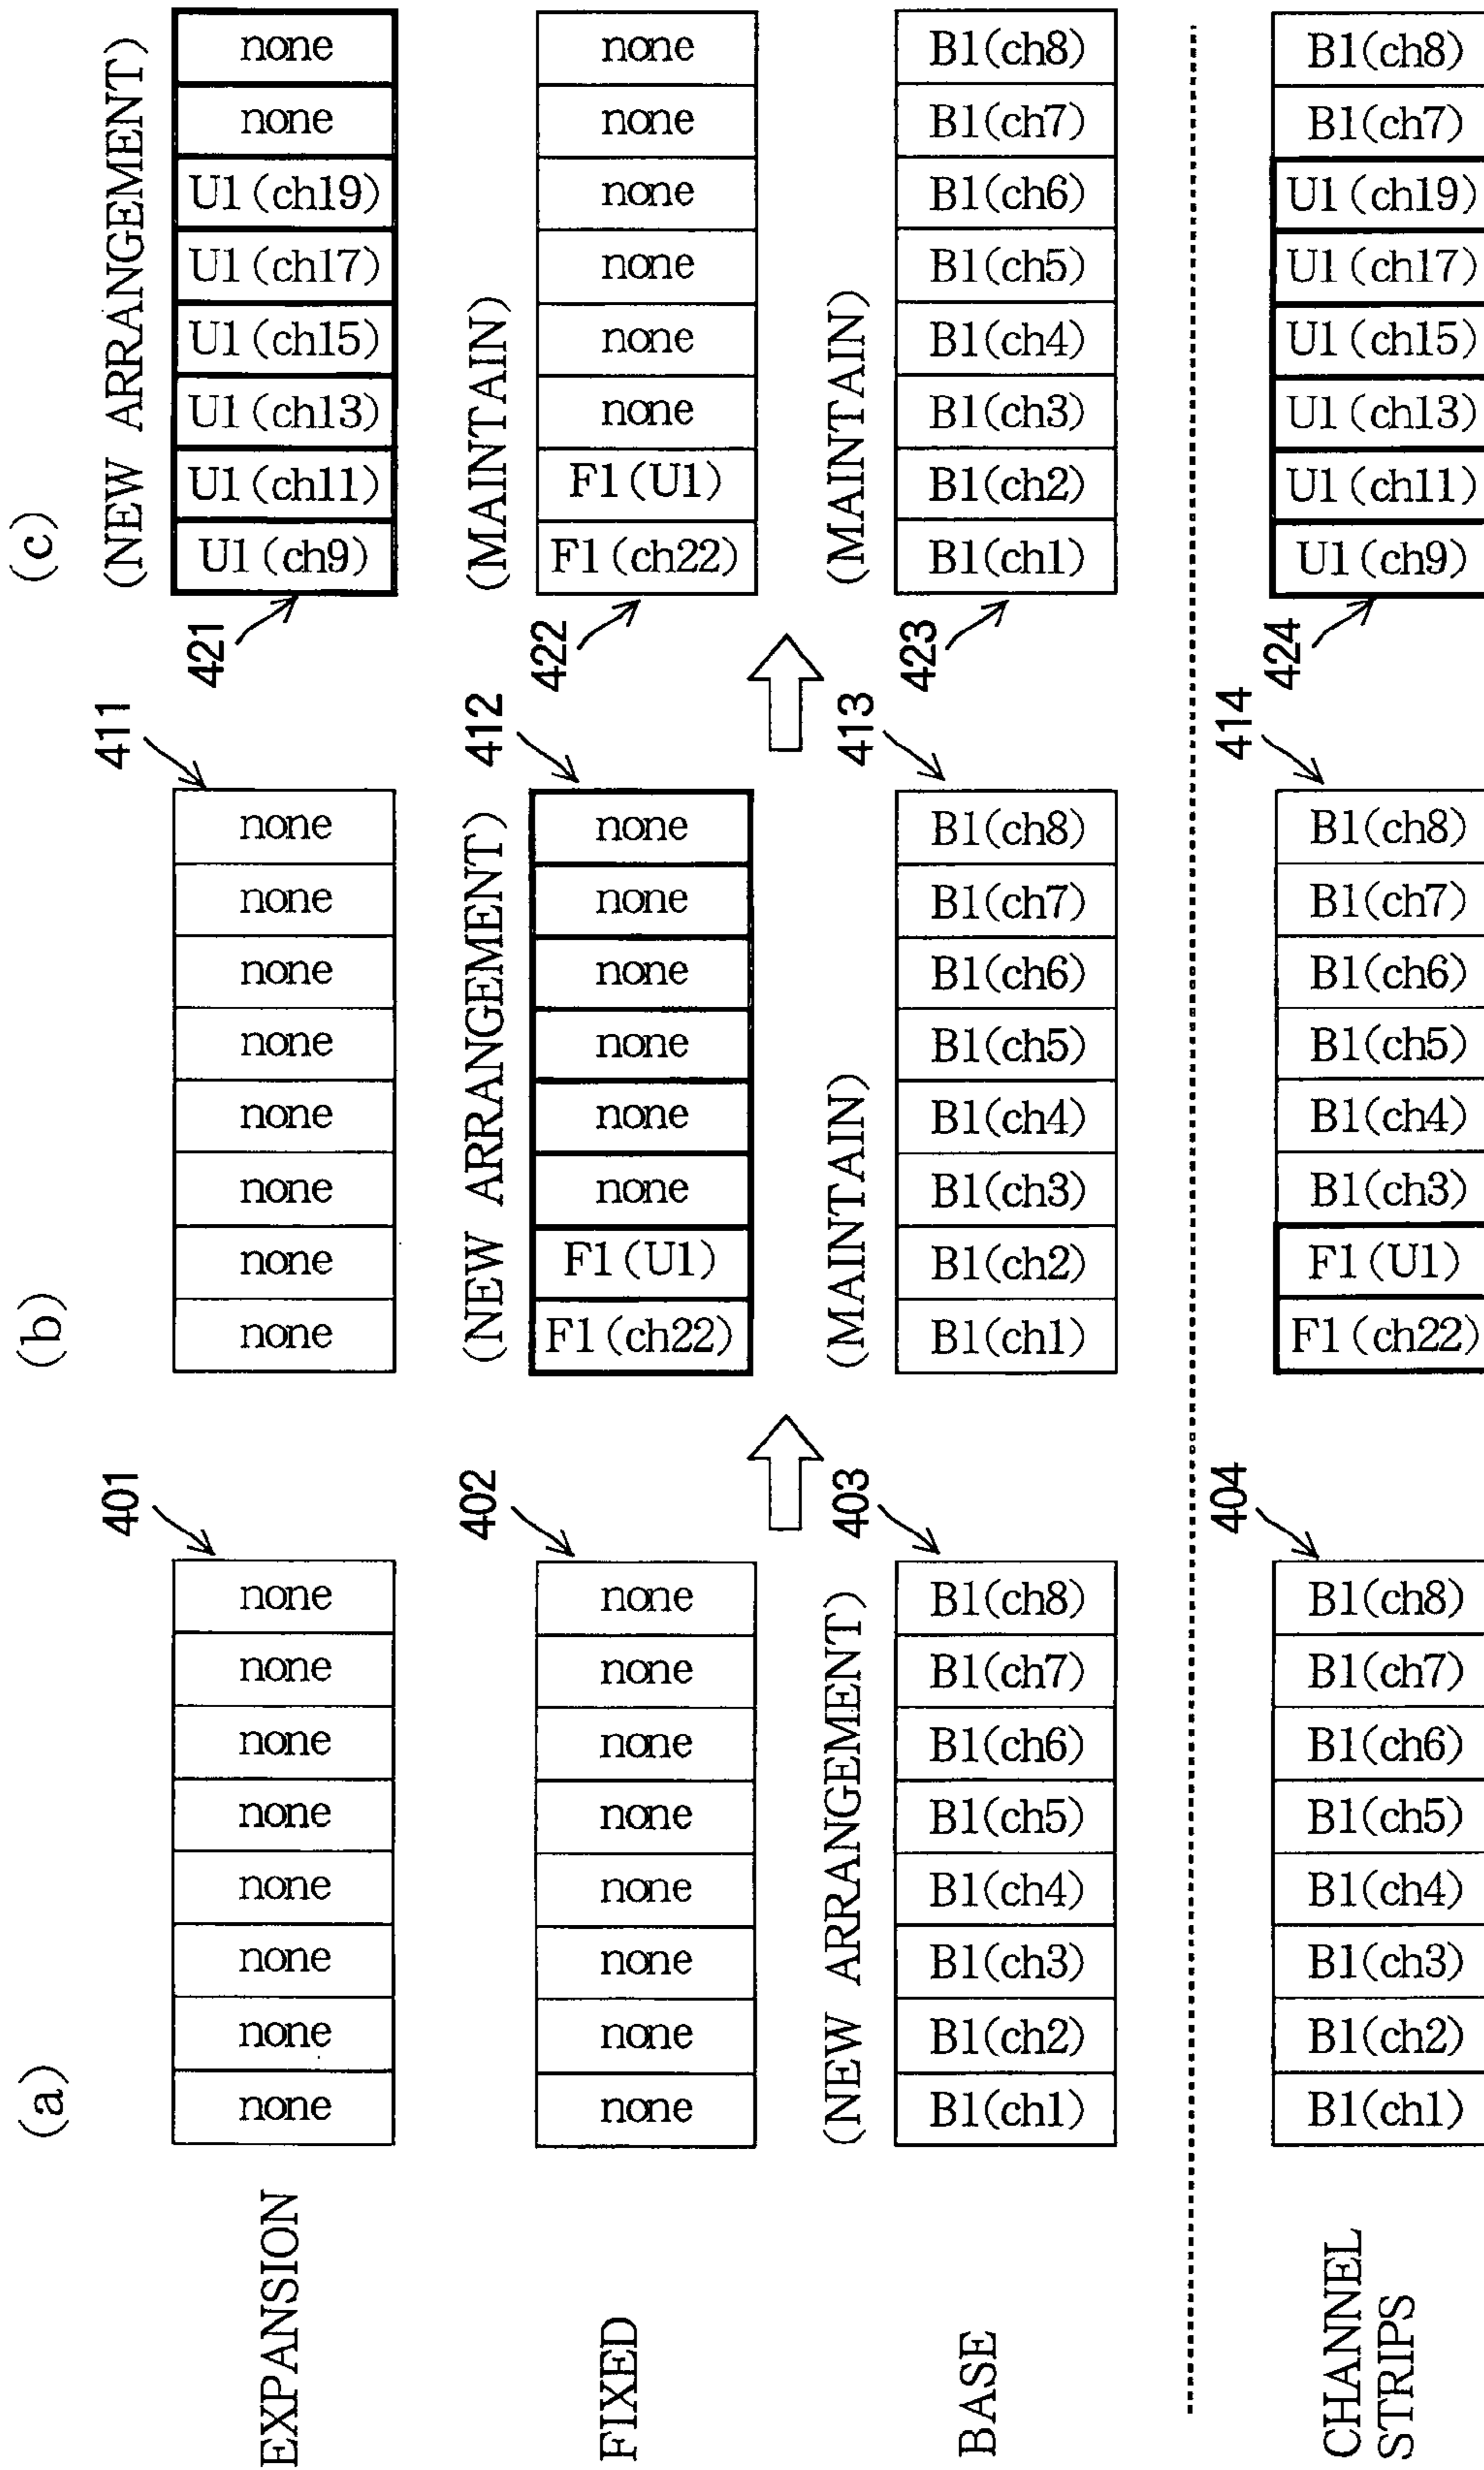 (a)
(b)
(c)
EXPANSION
401
none none none none none none none none
411
none none none none none none none none
(NEW ARRANGEMENT)
421
U1(ch9) U1(ch11) U1(ch13) U1(ch15) U1(ch17) U1(ch19) none none
FIXED
402
none none none none none none none none
(NEW ARRANGEMENT)
412
F1(ch22) F1(U1) none none none none none none
(MAINTAIN)
422
F1(ch22) F1(U1) none none none none none none
BASE
(NEW ARRANGEMENT)
403
B1(ch1) B1(ch2) B1(ch3) B1(ch4) B1(ch5) B1(ch6) B1(ch7) B1(ch8)
(MAINTAIN)
413
B1(ch1) B1(ch2) B1(ch3) B1(ch4) B1(ch5) B1(ch6) B1(ch7) B1(ch8)
(MAINTAIN)
423
B1(ch1) B1(ch2) B1(ch3) B1(ch4) B1(ch5) B1(ch6) B1(ch7) B1(ch8)
CHANNEL
STRIPS
404
B1(ch1) B1(ch2) B1(ch3) B1(ch4) B1(ch5) B1(ch6) B1(ch7) B1(ch8)
414
F1(ch22) F1(U1) B1(ch3) B1(ch4) B1(ch5) B1(ch6) B1(ch7) B1(ch8)
424
U1(ch9) U1(ch11) U1(ch13) U1(ch15) U1(ch17) U1(ch19) B1(ch7) B1(ch8)